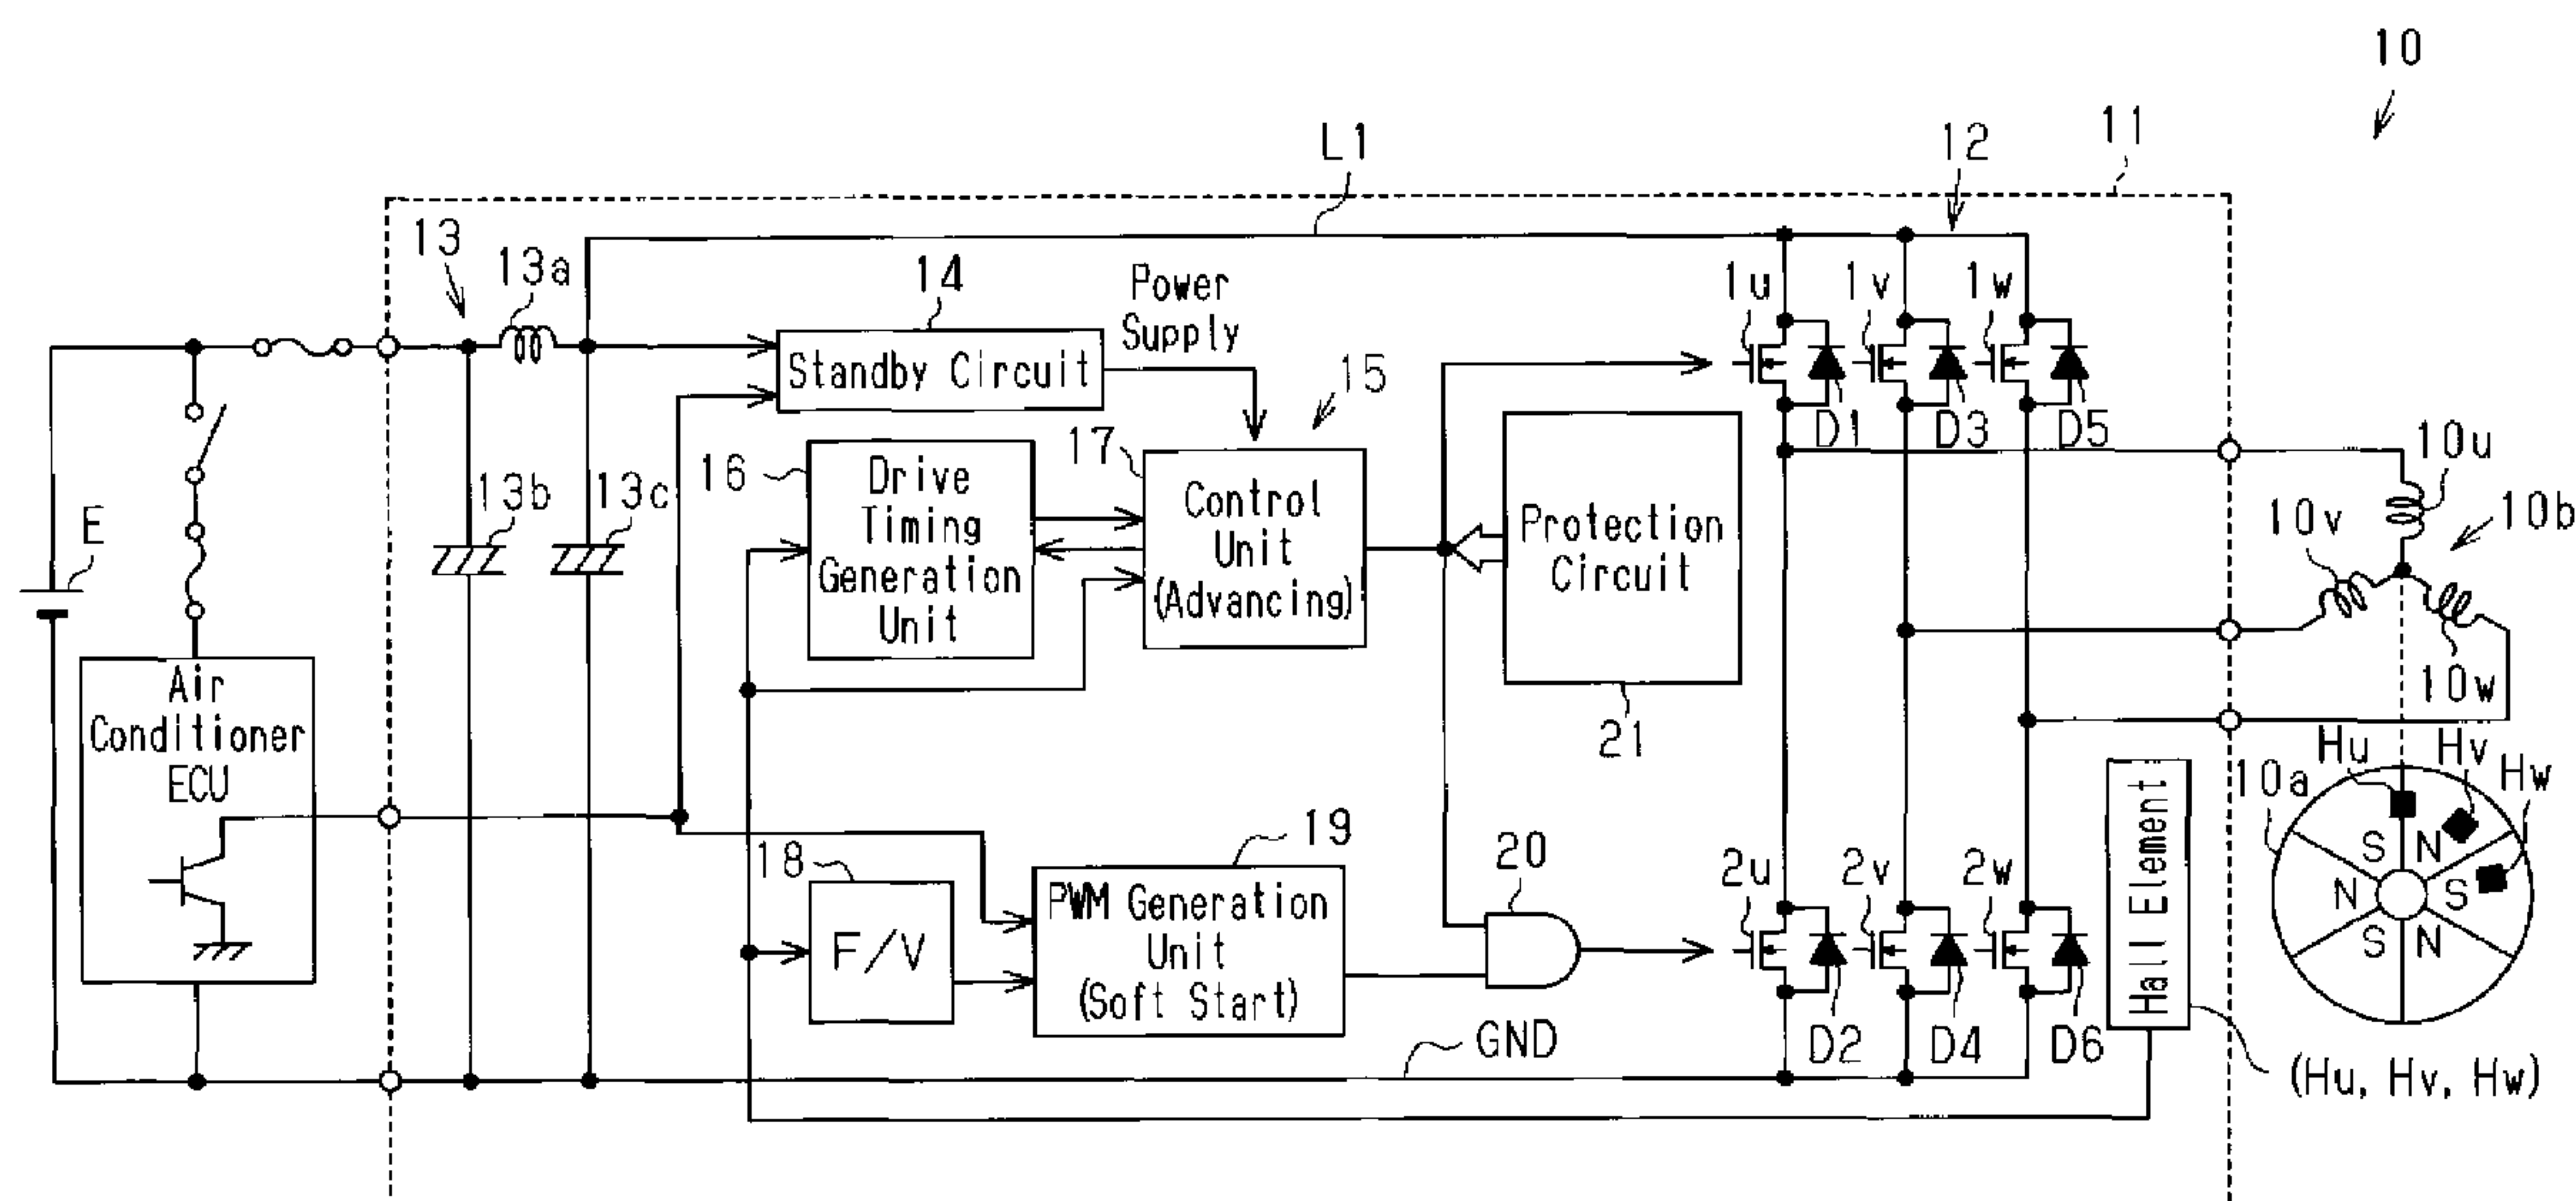 10
11
12
L1
13
13a
14
Power
Supply
Standby Circuit
15
1u
1v
1w
D1
D3
D5
16
Drive
Timing
Generation
Unit
17
Control
Unit
(Advancing)
Protection
Circuit
21
13b
13c
E
Air
Conditioner
ECU
10u
10v
10b
10w
Hu
Hv
Hw
10a
S
N
N
S
S
N
18
F/V
19
PWM Generation
Unit
(Soft Start)
20
2u
2v
2w
D2
D4
D6
Hall Element
GND
(Hu, Hv, Hw)